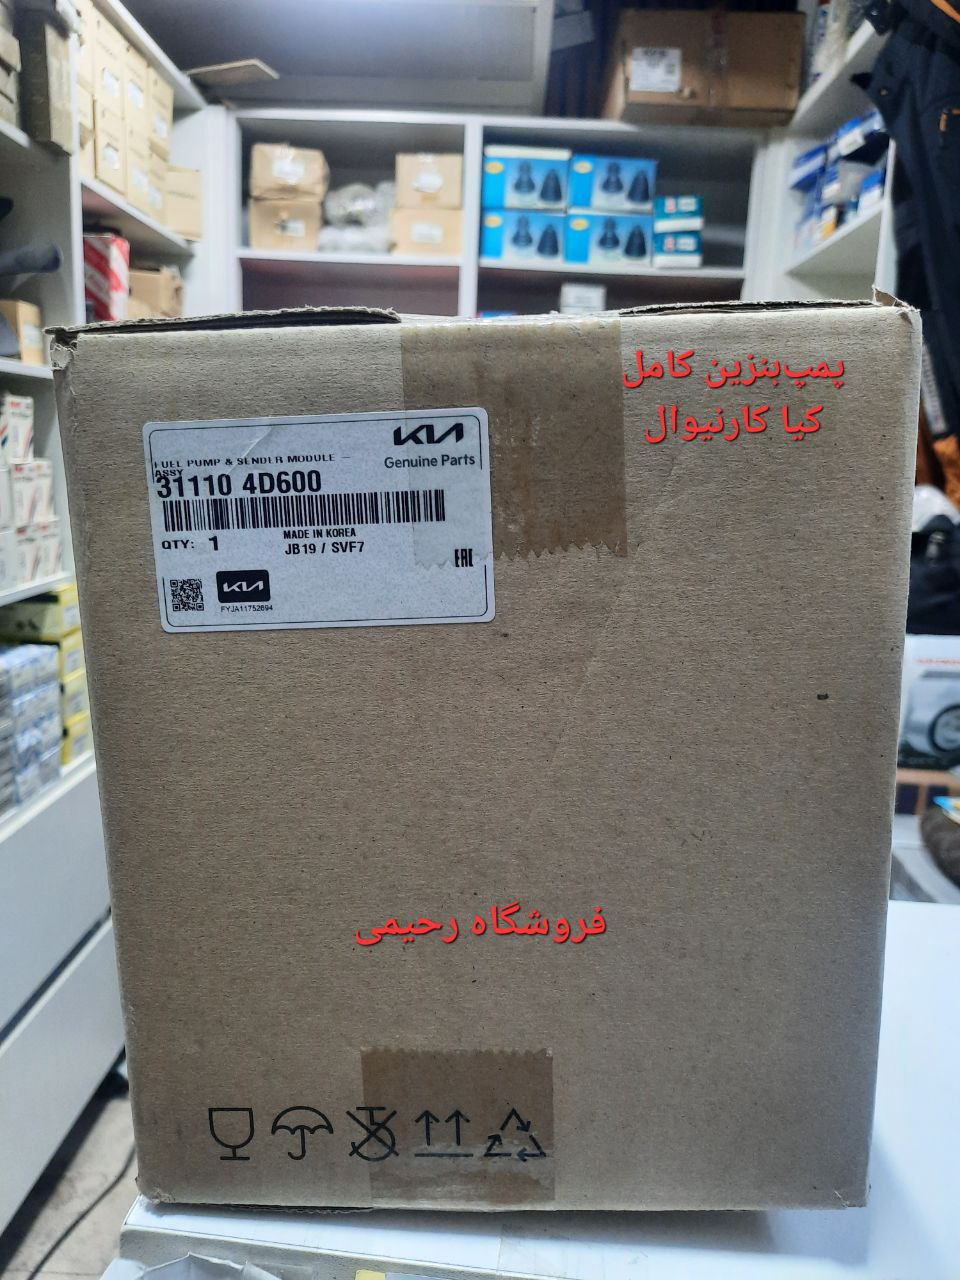 پمپ‌بنزین کامل
کیا کارنیوال
KIA
Genuine Parts
FUEL PUMP & SENDER MODULE -
ASSY
31110 4D600
MADE IN KOREA
QTY: 1
JB19 / SVF7
EAC
KIA
FYJA11752694
فروشگاه رحیمی